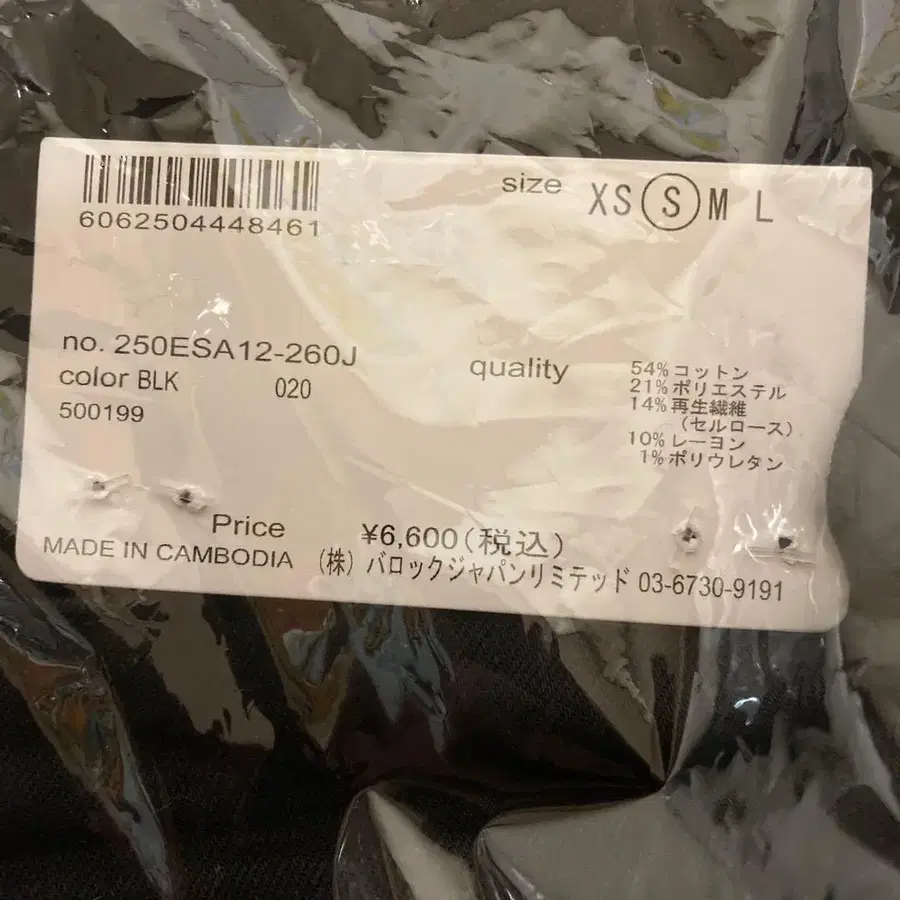 6062504448461
size XS S M L
no. 250ESA12-260J
color BLK 020
500199
quality
54% コットン
21% ポリエステル
14% 再生繊維
（セルロース）
10% レーヨン
1% ポリウレタン
Price ¥6,600(税込)
MADE IN CAMBODIA (株) バロックジャパンリミテッド 03-6730-9191